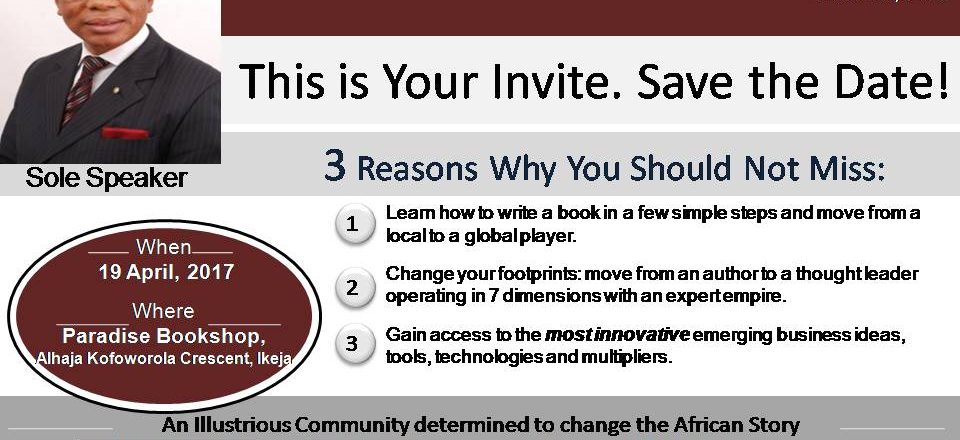 This is Your Invite. Save the Date!
Sole Speaker
3 Reasons Why You Should Not Miss:
1 Learn how to write a book in a few simple steps and move from a
local to a global player.
2 Change your footprints: move from an author to a thought leader
operating in 7 dimensions with an expert empire.
3 Gain access to the most innovative emerging business ideas,
tools, technologies and multipliers.
When
19 April, 2017
Where
Paradise Bookshop,
Alhaja Kofoworola Crescent, Ikeja
An Illustrious Community determined to change the African Story